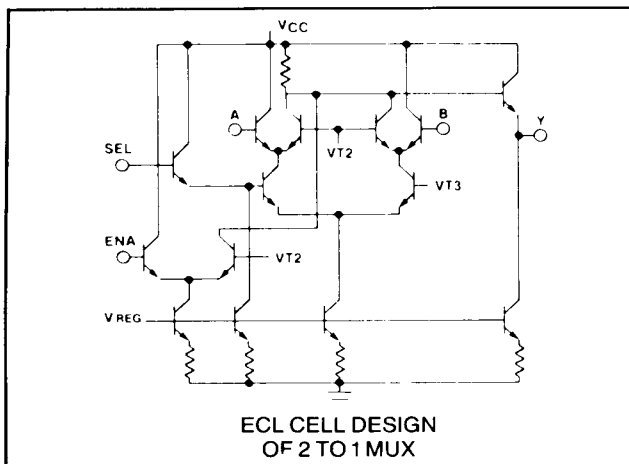 VCC
A
B
Y
SEL
VT2
VT3
ENA
VT2
VREG
ECL CELL DESIGN
OF 2 TO 1 MUX